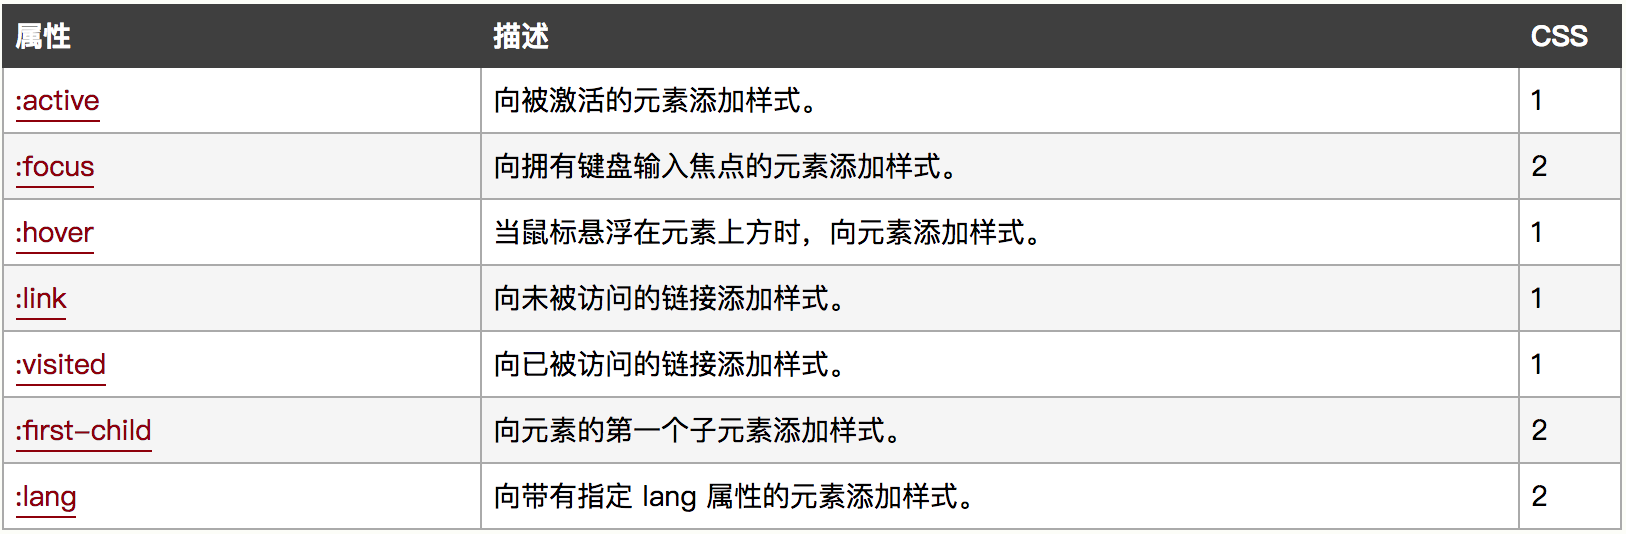 属性 描述 CSS
:active 向被激活的元素添加样式。 1
:focus 向拥有键盘输入焦点的元素添加样式。 2
:hover 当鼠标悬浮在元素上方时，向元素添加样式。 1
:link 向未被访问的链接添加样式。 1
:visited 向已被访问的链接添加样式。 1
:first-child 向元素的第一个子元素添加样式。 2
:lang 向带有指定 lang 属性的元素添加样式。 2